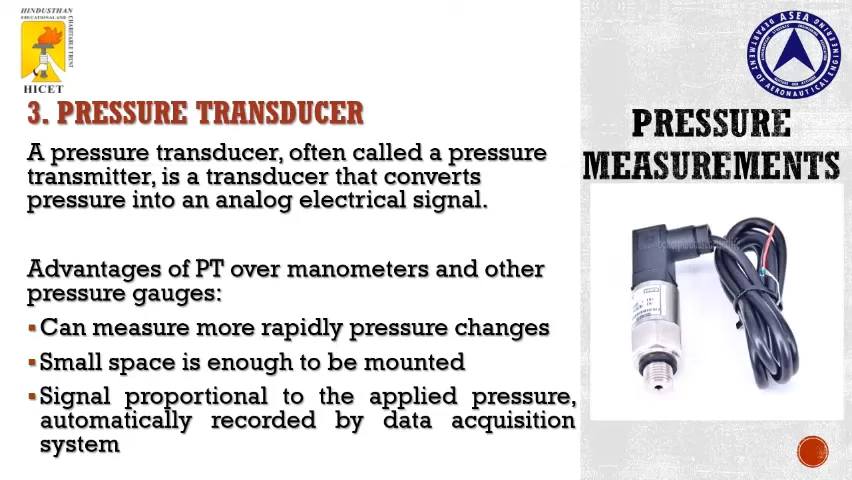 HINDUSTHAN
EDUCATIONAL AND
CHARITABLE TRUST
HICET
3. PRESSURE TRANSDUCER
A pressure transducer, often called a pressure
transmitter, is a transducer that converts
pressure into an analog electrical signal.
Advantages of PT over manometers and other
pressure gauges:
▪Can measure more rapidly pressure changes
▪Small space is enough to be mounted
▪Signal proportional to the applied pressure,
automatically recorded by data acquisition
system
ASEA
DEPARTMENT OF AERONAUTICAL ENGINEERING
PRESSURE
MEASUREMENTS